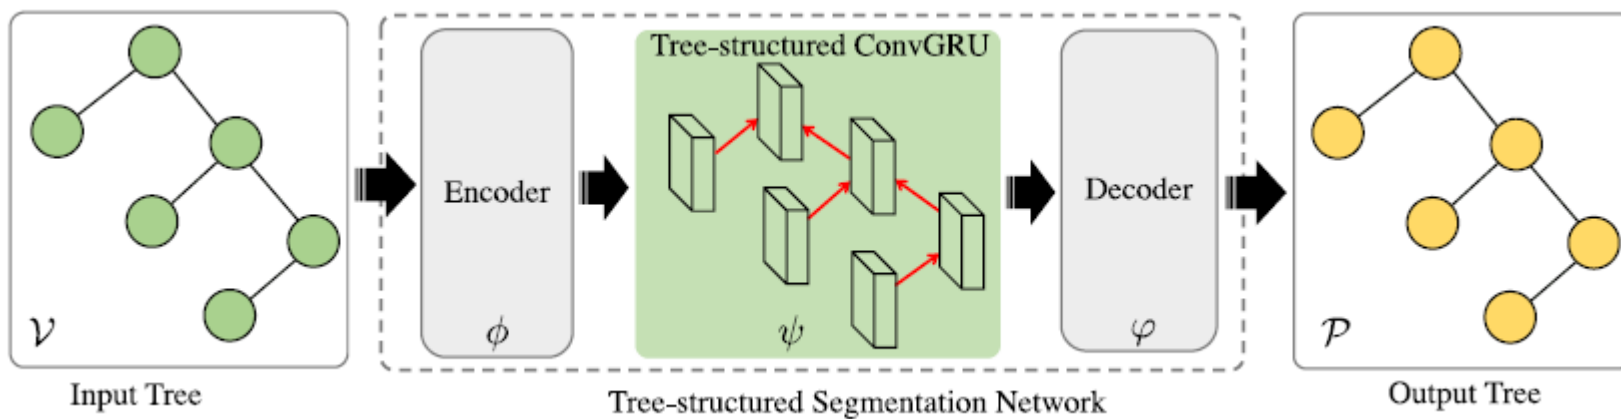 Tree-structured ConvGRU
Encoder
Decoder
𝒱
ϕ
ψ
φ
𝒫
Input Tree
Tree-structured Segmentation Network
Output Tree